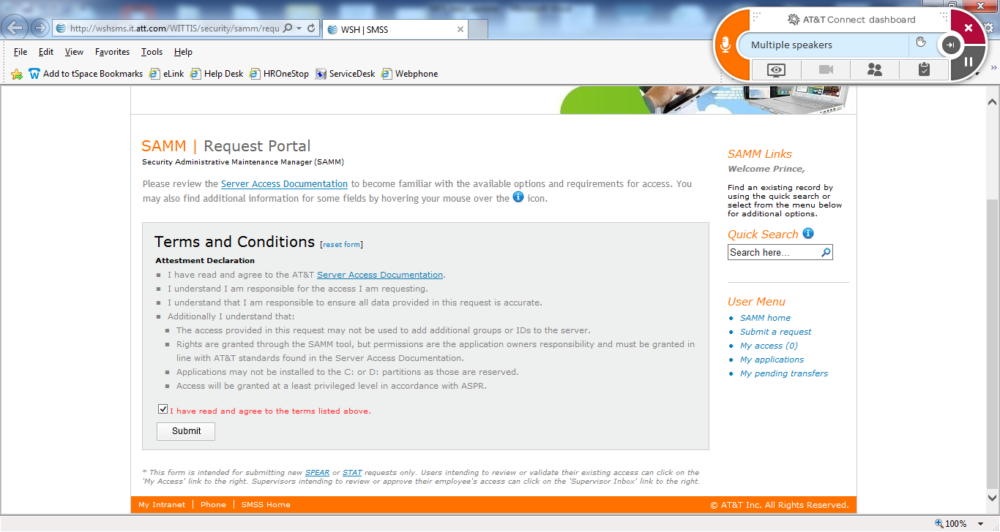 AT&T Connect dashboard
Multiple speakers
http://wshsms.it.att.com/WITTIS/security/samm/requ
WSH | SMSS
File Edit View Favorites Tools Help
Add to tSpace Bookmarks eLink Help Desk HROneStop ServiceDesk Webphone
SAMM | Request Portal
Security Administrative Maintenance Manager (SAMM)
Please review the Server Access Documentation to become familiar with the available options and requirements for access. You
may also find additional information for some fields by hovering your mouse over the icon.
Terms and Conditions [reset form]
Attestment Declaration
I have read and agree to the AT&T Server Access Documentation.
I understand I am responsible for the access I am requesting.
I understand that I am responsible to ensure all data provided in this request is accurate.
Additionally I understand that:
The access provided in this request may not be used to add additional groups or IDs to the server.
Rights are granted through the SAMM tool, but permissions are the application owners responsibility and must be granted in
line with AT&T standards found in the Server Access Documentation.
Applications may not be installed to the C: or D: partitions as those are reserved.
Access will be granted at a least privileged level in accordance with ASPR.
I have read and agree to the terms listed above.
Submit
* This form is intended for submitting new SPEAR or STAT requests only. Users intending to review or validate their existing access can click on the
'My Access' link to the right. Supervisors intending to review or approve their employee's access can click on the 'Supervisor Inbox' link to the right.
SAMM Links
Welcome Prince,
Find an existing record by
using the quick search or
select from the menu below
for additional options.
Quick Search
Search here...
User Menu
SAMM home
Submit a request
My access (0)
My applications
My pending transfers
My Intranet | Phone | SMSS Home
© AT&T Inc. All Rights Reserved.
100%